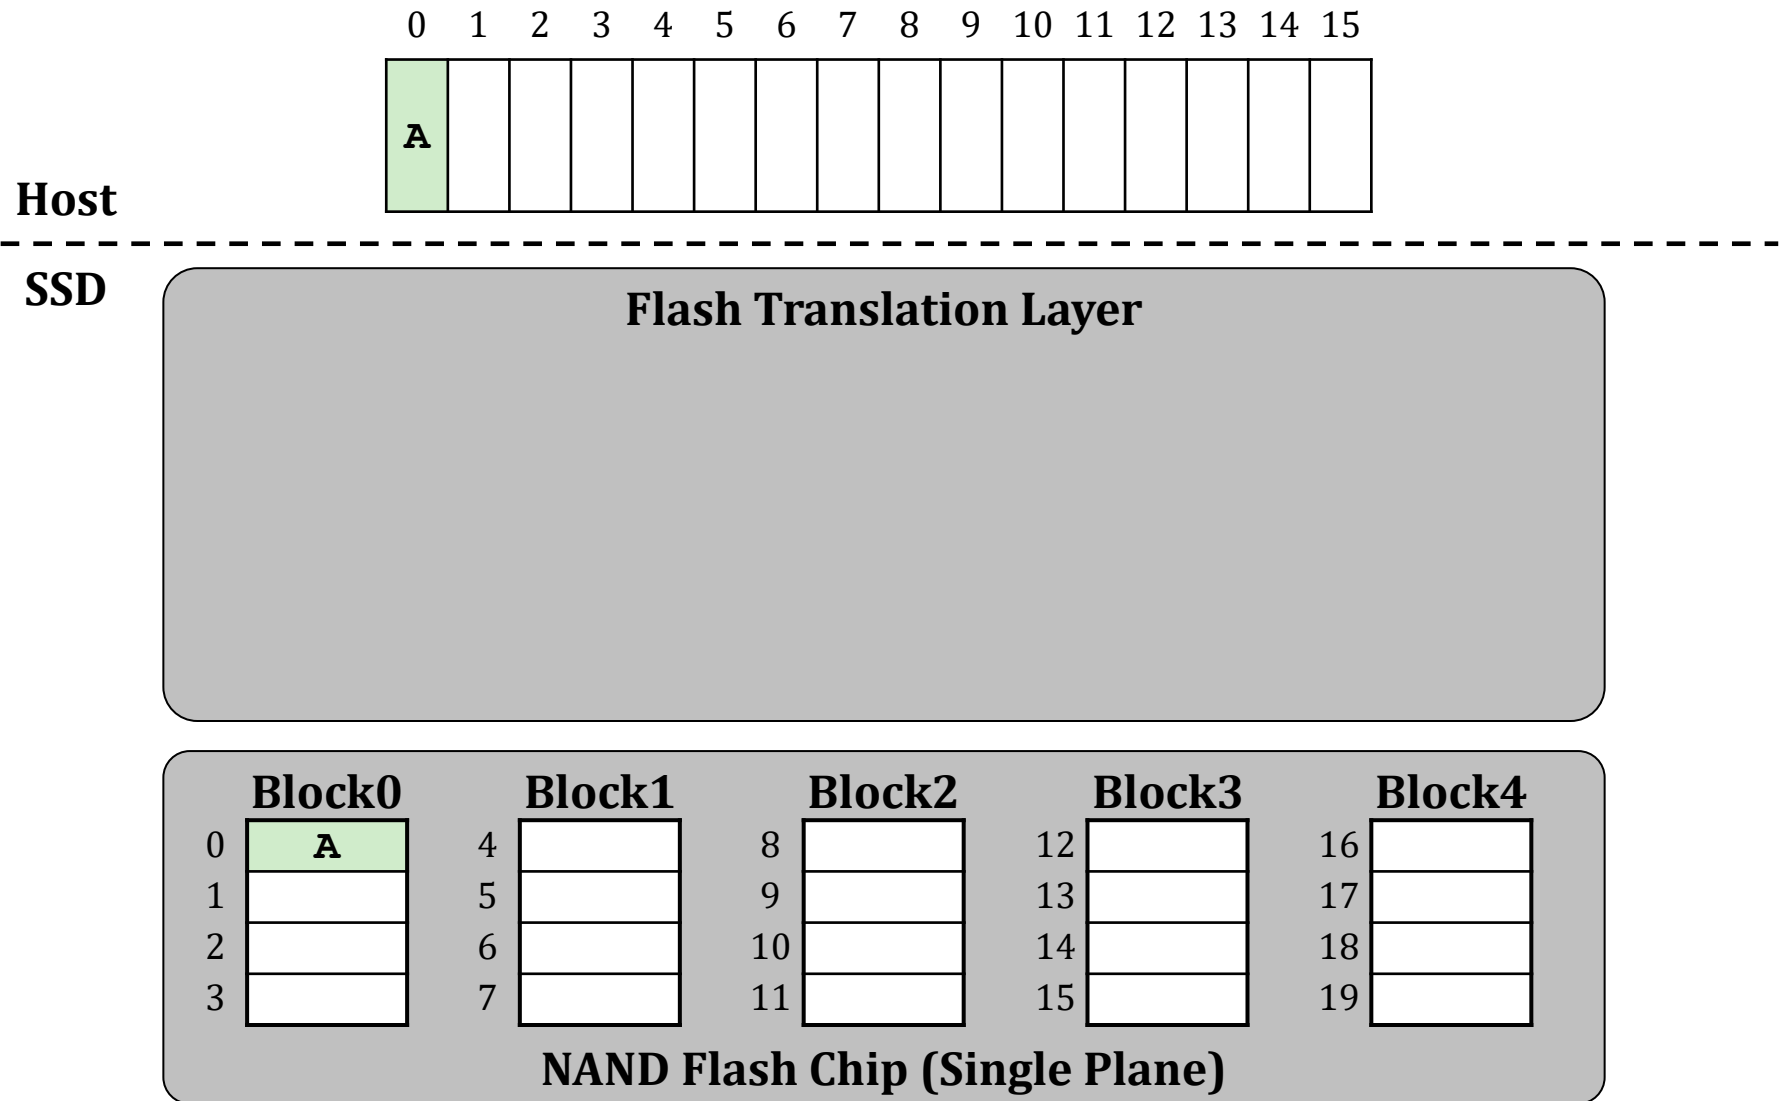 0 1 2 3 4 5 6 7 8 9 10 11 12 13 14 15
A
Host
SSD
Flash Translation Layer
Block0 Block1 Block2 Block3 Block4
0 A 4 8 12 16
1 5 9 13 17
2 6 10 14 18
3 7 11 15 19
NAND Flash Chip (Single Plane)